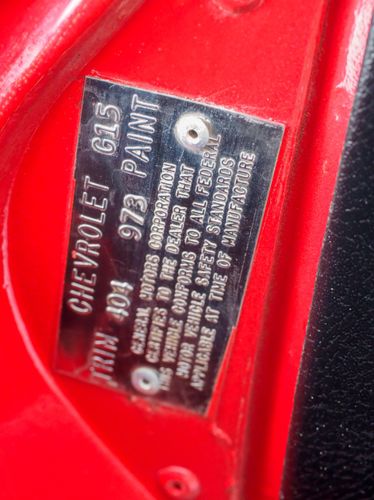 CHEVROLET G15
TRIM 404 973 PAINT
GENERAL MOTORS CORPORATION
CERTIFIES TO THE DEALER THAT
THIS VEHICLE CONFORMS TO ALL FEDERAL
MOTOR VEHICLE SAFETY STANDARDS
APPLICABLE AT TIME OF MANUFACTURE